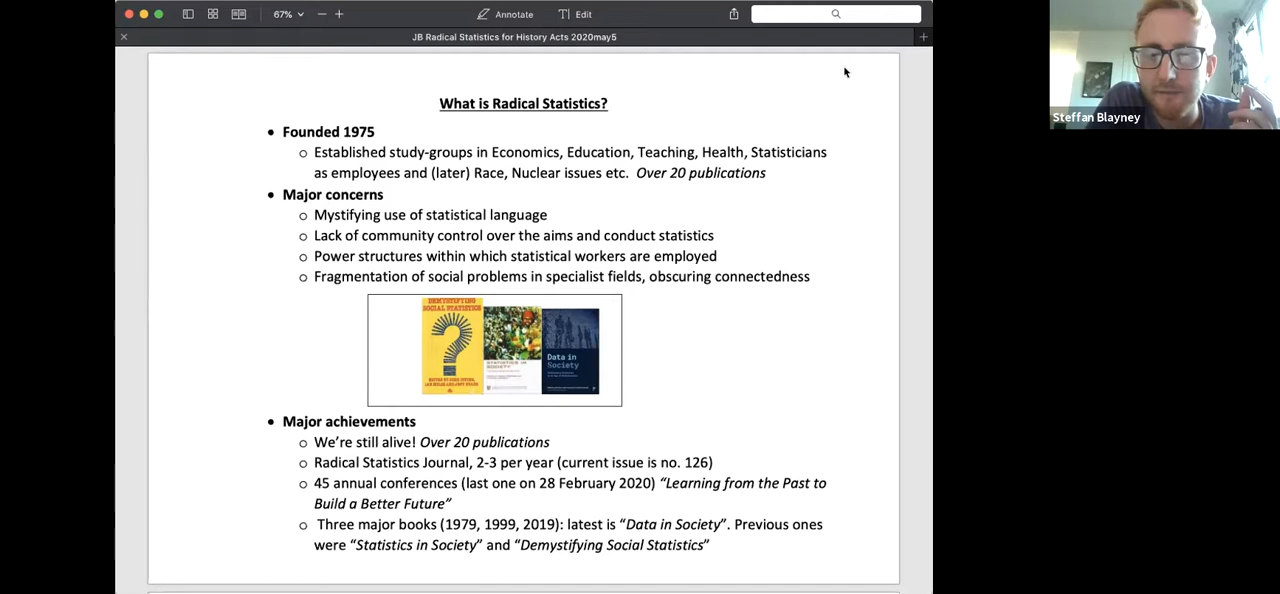 67%
Annotate
Edit
JB Radical Statistics for History Acts 2020may5
Steffan Blayney
What is Radical Statistics?
• Founded 1975
o Established study-groups in Economics, Education, Teaching, Health, Statisticians
as employees and (later) Race, Nuclear issues etc. Over 20 publications
• Major concerns
o Mystifying use of statistical language
o Lack of community control over the aims and conduct statistics
o Power structures within which statistical workers are employed
o Fragmentation of social problems in specialist fields, obscuring connectedness
DEMYSTIFYING
SOCIAL STATISTICS
STATISTICS IN
SOCIETY
Data in
Society
• Major achievements
o We're still alive! Over 20 publications
o Radical Statistics Journal, 2-3 per year (current issue is no. 126)
o 45 annual conferences (last one on 28 February 2020) "Learning from the Past to
Build a Better Future"
o Three major books (1979, 1999, 2019): latest is "Data in Society". Previous ones
were "Statistics in Society" and "Demystifying Social Statistics"